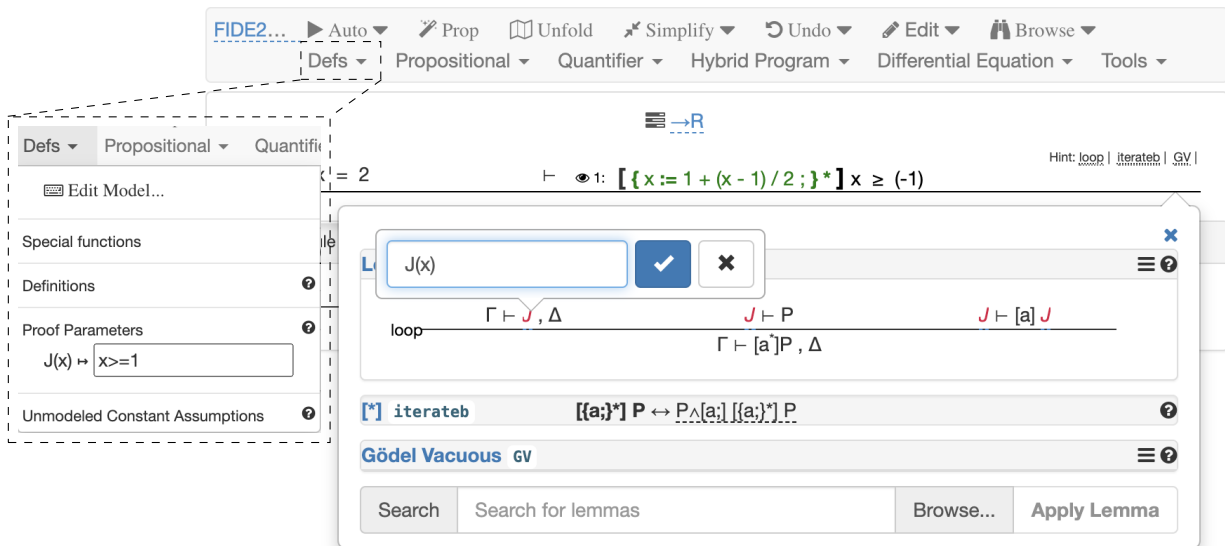 FIDE2... Auto Prop Unfold Simplify Undo Edit Browse
Defs Propositional Quantifier Hybrid Program Differential Equation Tools
→R
Hint: loop | iterateb | GV |
x = 2 ⊢ 1: [ { x := 1 + (x - 1) / 2 ; } * ] x ≥ (-1)
Defs Propositional Quantifie
Edit Model...
Special functions
Definitions
Proof Parameters
J(x) ↦ x>=1
Unmodeled Constant Assumptions
J(x)
Γ ⊢ J , Δ J ⊢ P J ⊢ [a] J
loop
Γ ⊢ [a*]P , Δ
[*] iterateb [{a;}*] P ↔ P∧[a;] [{a;}*] P
Gödel Vacuous GV
Search Search for lemmas Browse... Apply Lemma